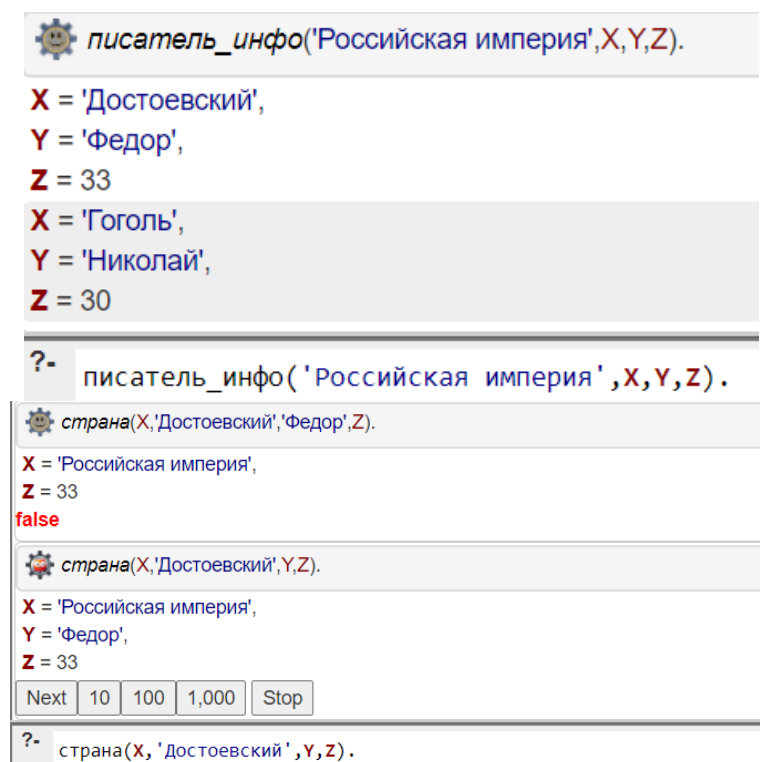 писатель_инфо('Российская империя',X,Y,Z).
X = 'Достоевский',
Y = 'Федор',
Z = 33
X = 'Гоголь',
Y = 'Николай',
Z = 30
?- писатель_инфо('Российская империя',X,Y,Z).
страна(X,'Достоевский','Федор',Z).
X = 'Российская империя',
Z = 33
false
страна(X,'Достоевский',Y,Z).
X = 'Российская империя',
Y = 'Федор',
Z = 33
Next 10 100 1,000 Stop
?- страна(X,'Достоевский',Y,Z).